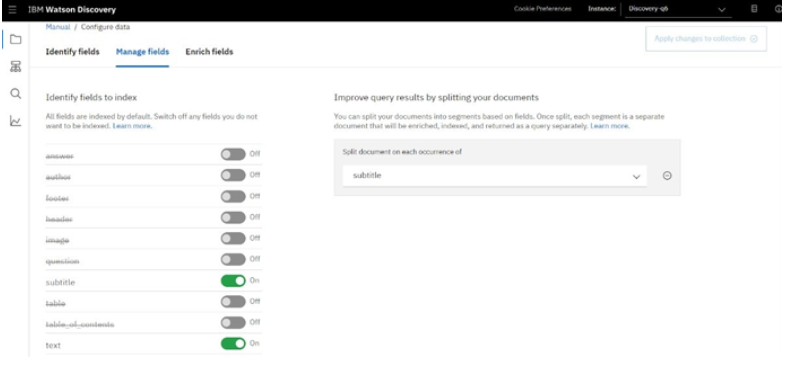 IBM Watson Discovery
Cookie Preferences
Instance:
Discovery-q6
Manual / Configure data
Identify fields
Manage fields
Enrich fields
Apply changes to collection
Identify fields to index
All fields are indexed by default. Switch off any fields you do not
want to be indexed. Learn more.
answer Off
author Off
footer Off
header Off
image Off
question Off
subtitle On
table Off
table_of_contents Off
text On
Improve query results by splitting your documents
You can split your documents into segments based on fields. Once split, each segment is a separate
document that will be enriched, indexed, and returned as a query separately. Learn more.
Split document on each occurrence of
subtitle